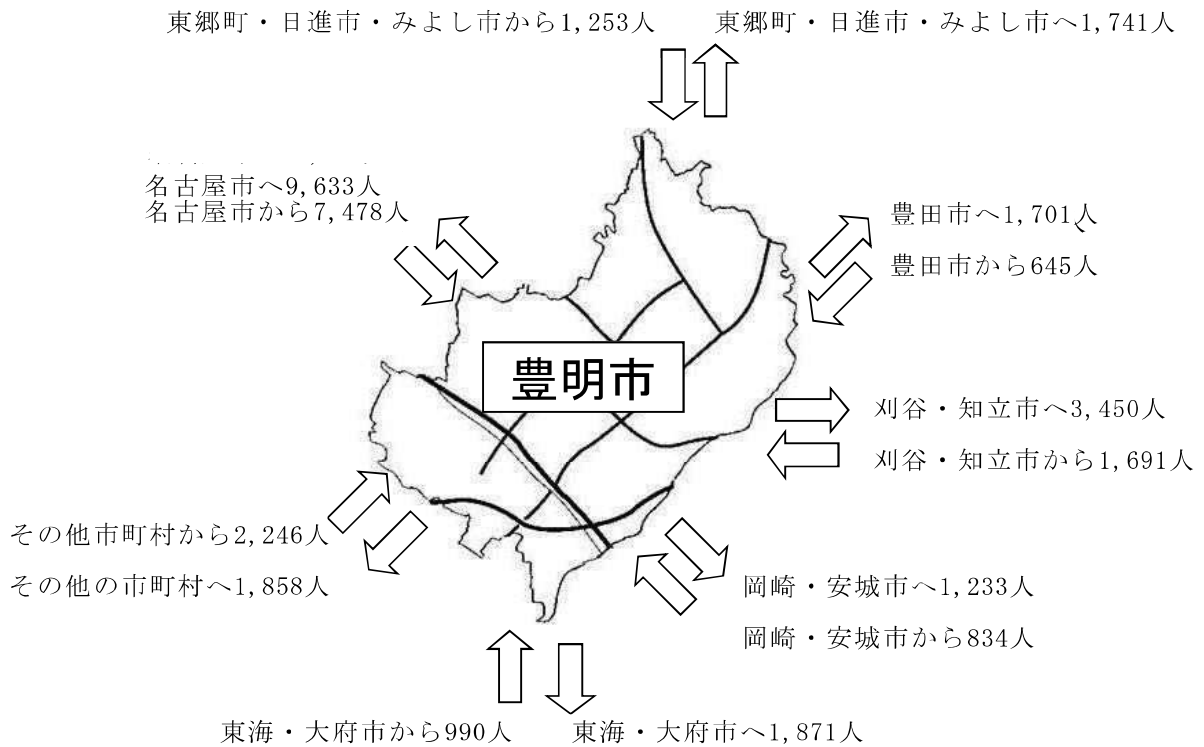 東郷町・日進市・みよし市から1,253人
東郷町・日進市・みよし市へ1,741人
名古屋市へ9,633人
名古屋市から7,478人
豊田市へ1,701人
豊田市から645人
豊明市
刈谷・知立市へ3,450人
刈谷・知立市から1,691人
その他市町村から2,246人
その他の市町村へ1,858人
岡崎・安城市へ1,233人
岡崎・安城市から834人
東海・大府市から990人
東海・大府市へ1,871人